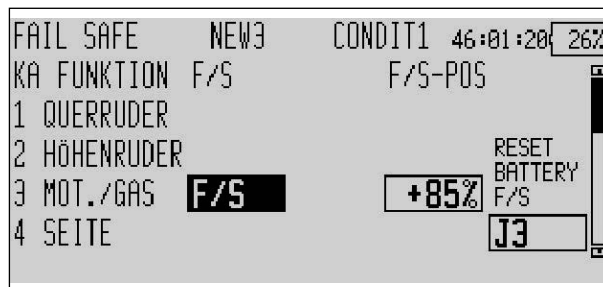 FAIL SAFE NEW3 CONDIT1 46:01:20 26%
KA FUNKTION F/S F/S-POS
1 QUERRUDER
2 HÖHENRUDER
3 MOT./GAS F/S +85%
4 SEITE
RESET
BATTERY
F/S
J3